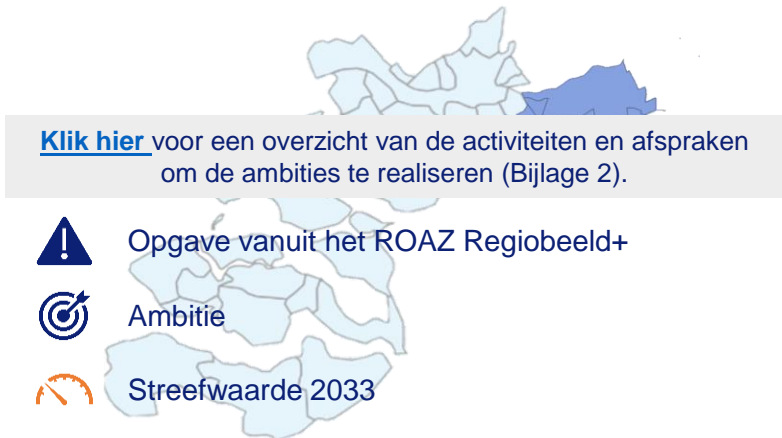 Klik hier voor een overzicht van de activiteiten en afspraken
om de ambities te realiseren (Bijlage 2).
Opgave vanuit het ROAZ Regiobeeld+
Ambitie
Streefwaarde 2033